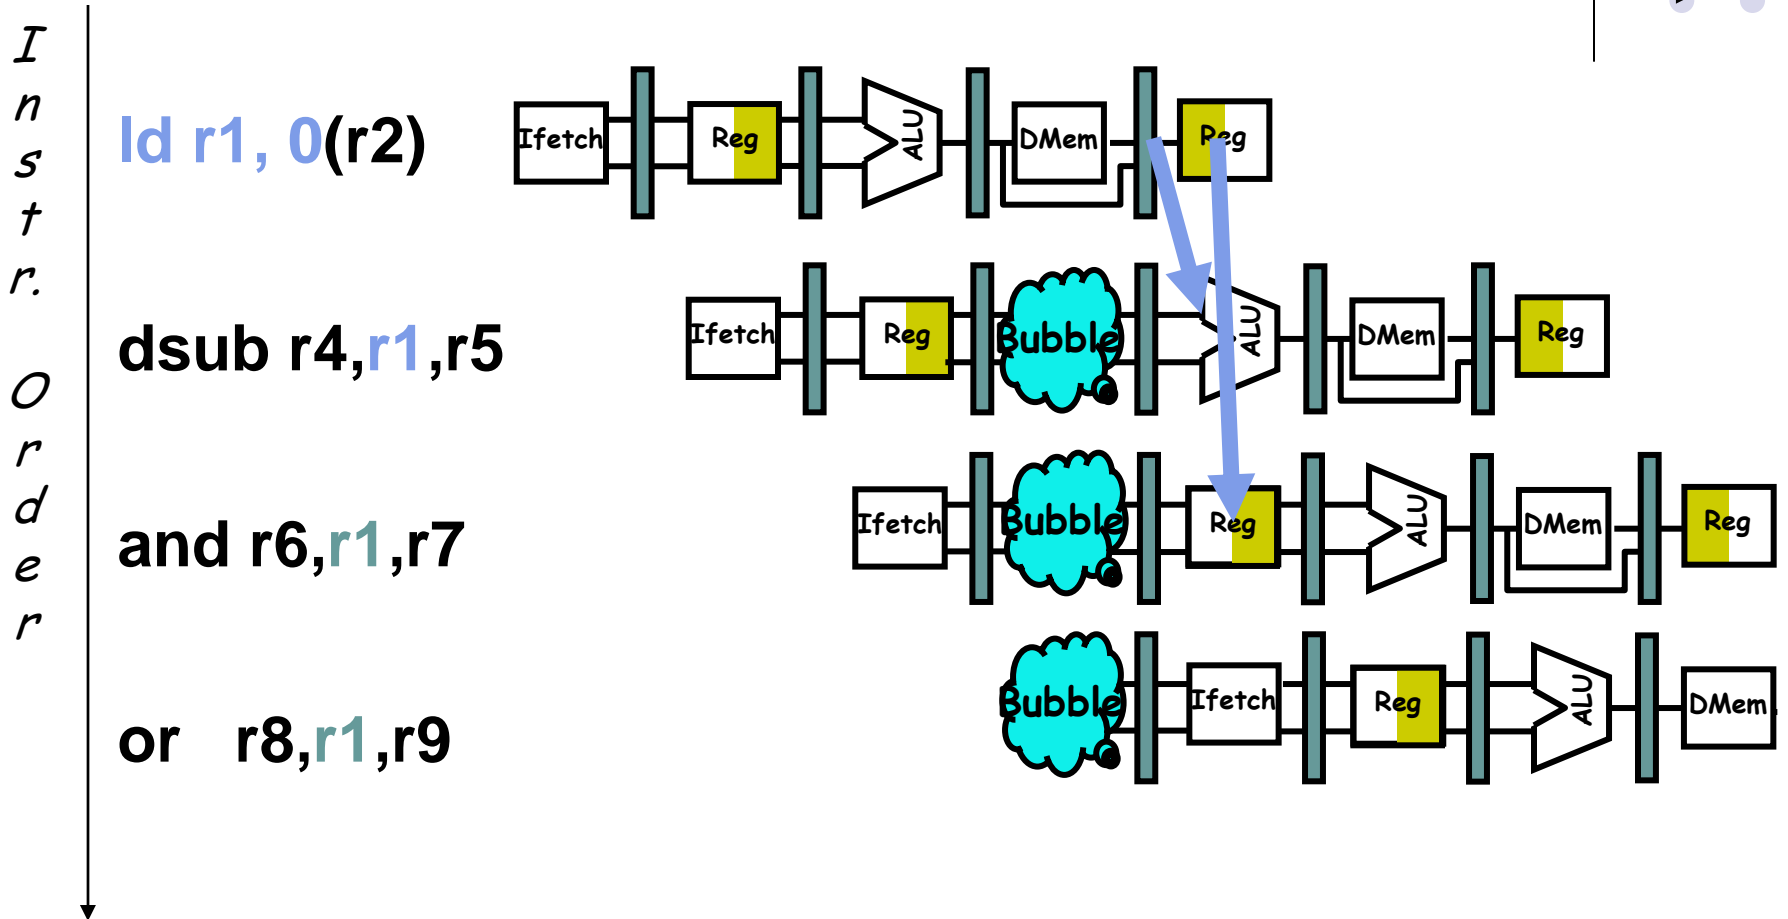 Instr. Order
ld r1, 0(r2)
Ifetch Reg ALU DMem Reg
dsub r4,r1,r5
Ifetch Reg Bubble ALU DMem Reg
and r6,r1,r7
Ifetch Bubble Reg ALU DMem Reg
or r8,r1,r9
Bubble Ifetch Reg ALU DMem